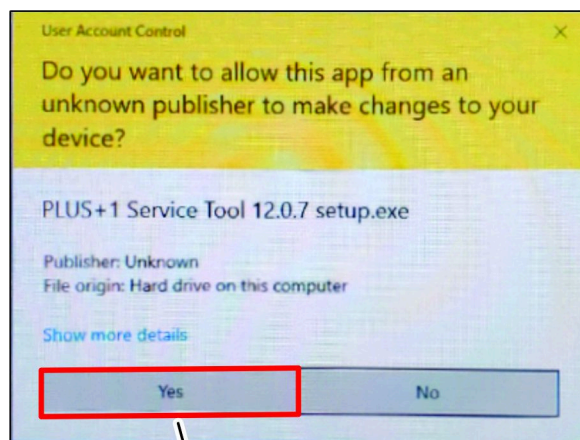 User Account Control
Do you want to allow this app from an
unknown publisher to make changes to your
device?
PLUS+1 Service Tool 12.0.7 setup.exe
Publisher: Unknown
File origin: Hard drive on this computer
Show more details
Yes
No